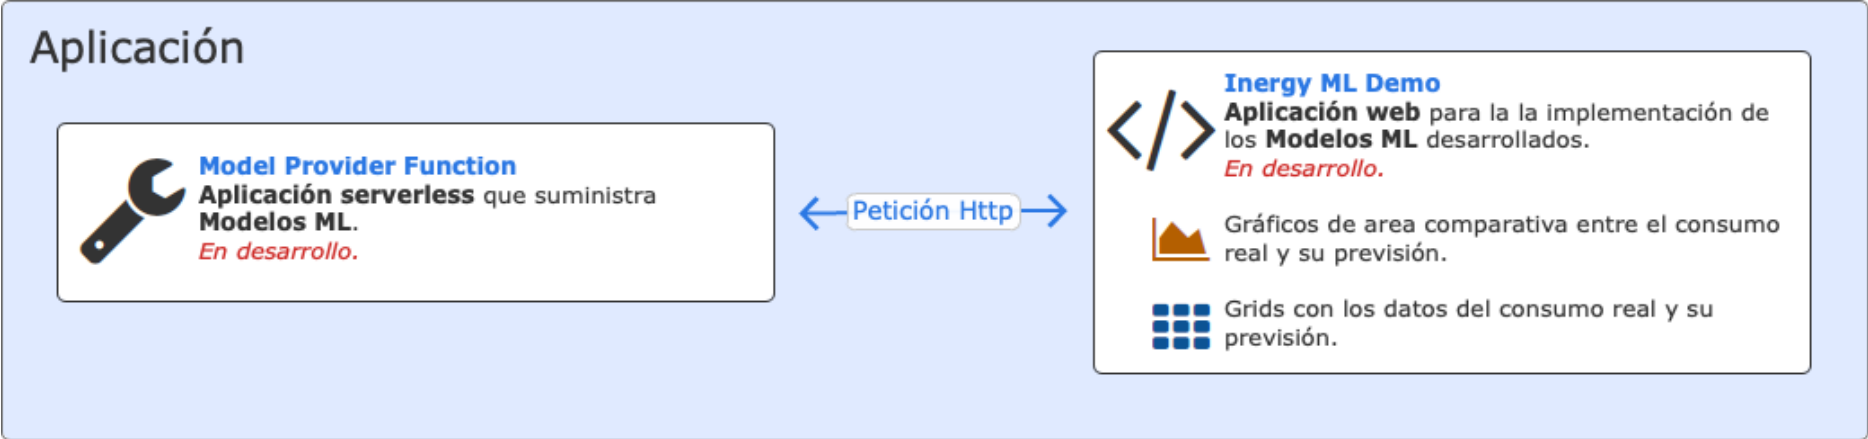 Aplicación
Model Provider Function
Aplicación serverless que suministra
Modelos ML.
En desarrollo.
Petición Http
Inergy ML Demo
Aplicación web para la la implementación de
los Modelos ML desarrollados.
En desarrollo.
Gráficos de area comparativa entre el consumo
real y su previsión.
Grids con los datos del consumo real y su
previsión.